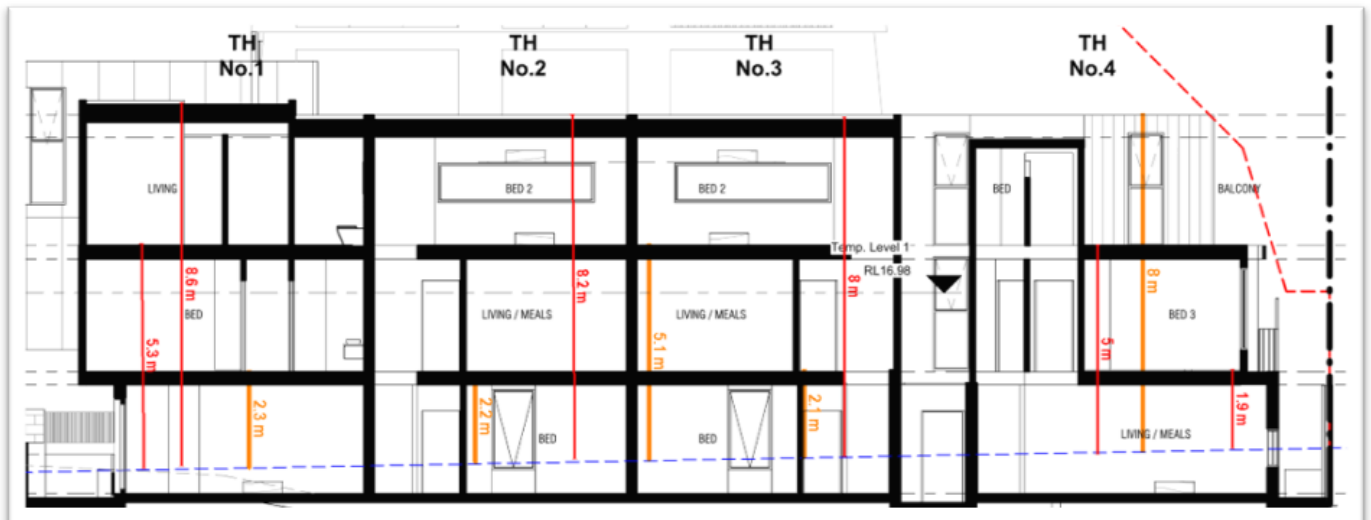 TH
No.1
TH
No.2
TH
No.3
TH
No.4
LIVING
BED 2
BED 2
BED
BALCONY
Temp. Level 1
RL16.98
8.6 m
5.3 m
BED
8.2 m
LIVING / MEALS
5.1 m
LIVING / MEALS
8 m
5 m
8 m
BED 3
2.3 m
2.2 m
BED
BED
2.1 m
LIVING / MEALS
1.9 m